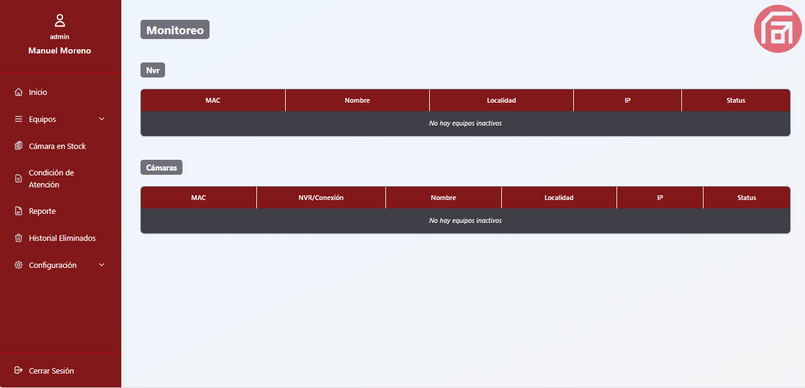 admin
Manuel Moreno
Inicio
Equipos
Cámara en Stock
Condición de
Atención
Reporte
Historial Eliminados
Configuración
Cerrar Sesión
Monitoreo
Nvr
MAC Nombre Localidad IP Status
No hay equipos inactivos
Cámaras
MAC NVR/Conexión Nombre Localidad IP Status
No hay equipos inactivos